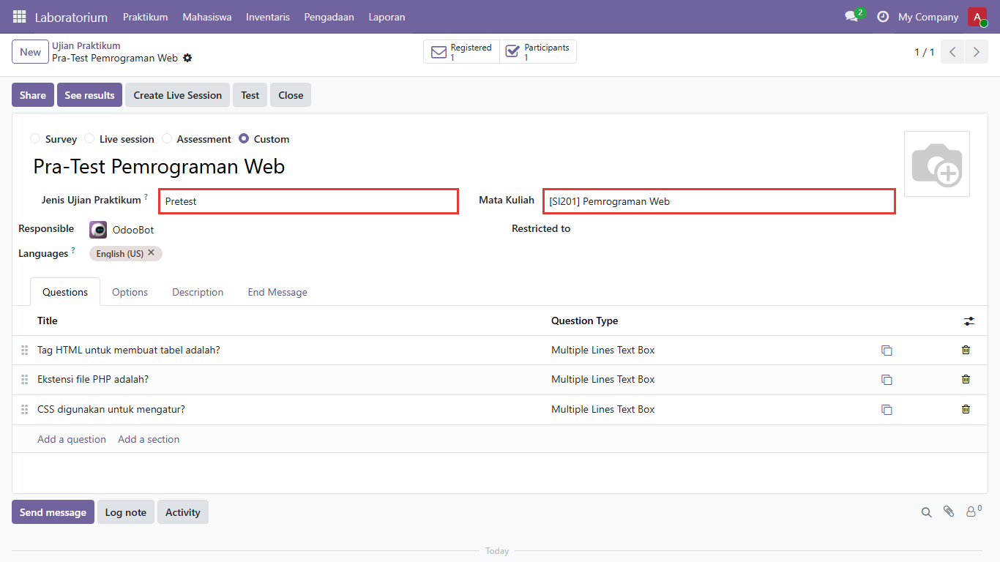 Laboratorium Praktikum Mahasiswa Inventaris Pengadaan Laporan 2 My Company A
New
Ujian Praktikum
Pra-Test Pemrograman Web
Registered
1
Participants
1
1 / 1
Share See results Create Live Session Test Close
Survey Live session Assessment Custom
Pra-Test Pemrograman Web
Jenis Ujian Praktikum ? Pretest Mata Kuliah [SI201] Pemrograman Web
Responsible OdooBot Restricted to
Languages ? English (US) ×
Questions Options Description End Message
Title Question Type
Tag HTML untuk membuat tabel adalah? Multiple Lines Text Box
Ekstensi file PHP adalah? Multiple Lines Text Box
CSS digunakan untuk mengatur? Multiple Lines Text Box
Add a question Add a section
Send message Log note Activity 0
Today